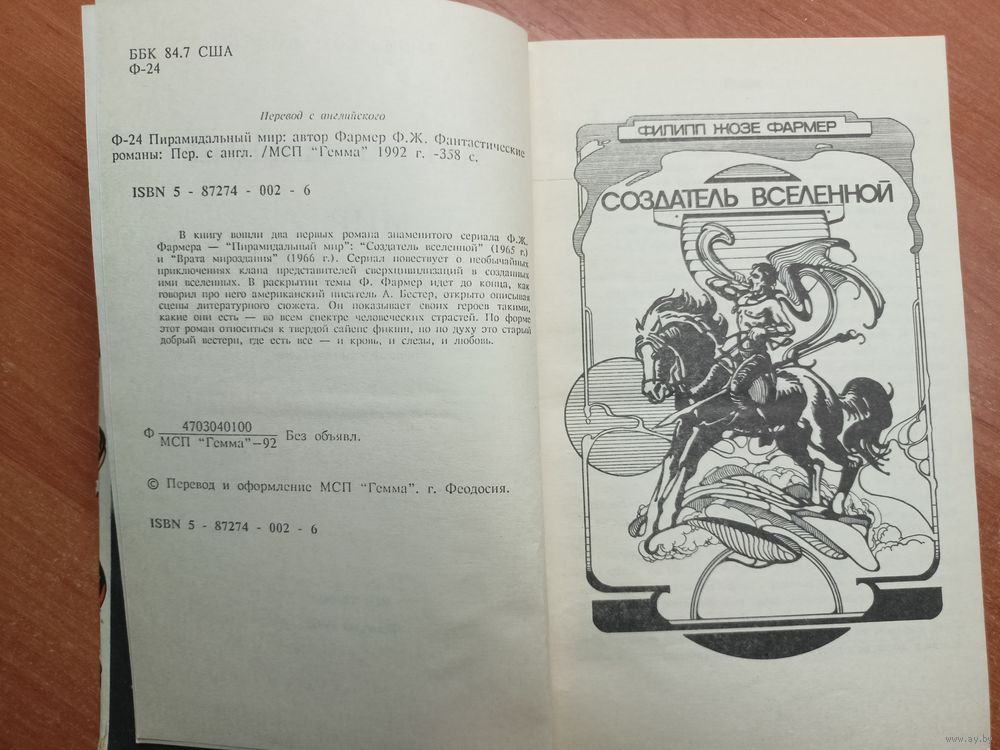 ББК 84.7 США
Ф-24
Перевод с английского
Ф-24 Пирамидальный мир: автор Фармер Ф.Ж. Фантастические
романы: Пер. с англ. /МСП "Гемма" 1992 г. -358 с.
ISBN 5 - 87274 - 002 - 6
В книгу вошли два первых романа знаменитого сериала Ф.Ж.
Фармера — "Пирамидальный мир": "Создатель вселенной" (1965 г.)
и "Врата мироздания" (1966 г.). Сериал повествует о необычайных
приключениях клана представителей сверхцивилизаций в созданных
ими вселенных. В раскрытии темы Ф. Фармер идет до конца, как
говорил про него американский писатель А. Бестер, открыто описывая
сцены литературного сюжета. Он показывает своих героев такими,
какие они есть — во всем спектре человеческих страстей. По форме
этот роман относиться к твердой сайенс фикшн, но по духу это старый
добрый вестерн, где есть все — и кровь, и слезы, и любовь.
Ф 4703040100
МСП "Гемма"-92 Без объявл.
© Перевод и оформление МСП "Гемма". г. Феодосия.
ISBN 5 - 87274 - 002 - 6
ФИЛИПП ЖОЗЕ ФАРМЕР
СОЗДАТЕЛЬ ВСЕЛЕННОЙ
www.ay.by